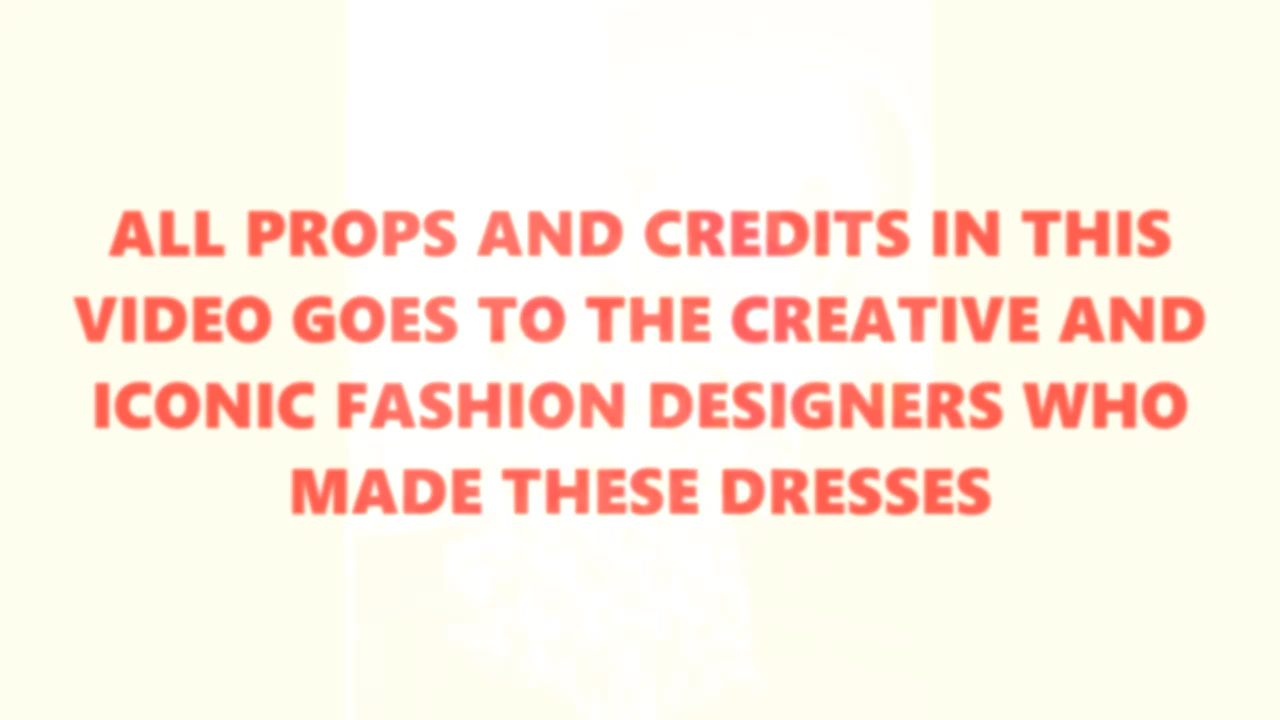 ALL PROPS AND CREDITS IN THIS
VIDEO GOES TO THE CREATIVE AND
ICONIC FASHION DESIGNERS WHO
MADE THESE DRESSES